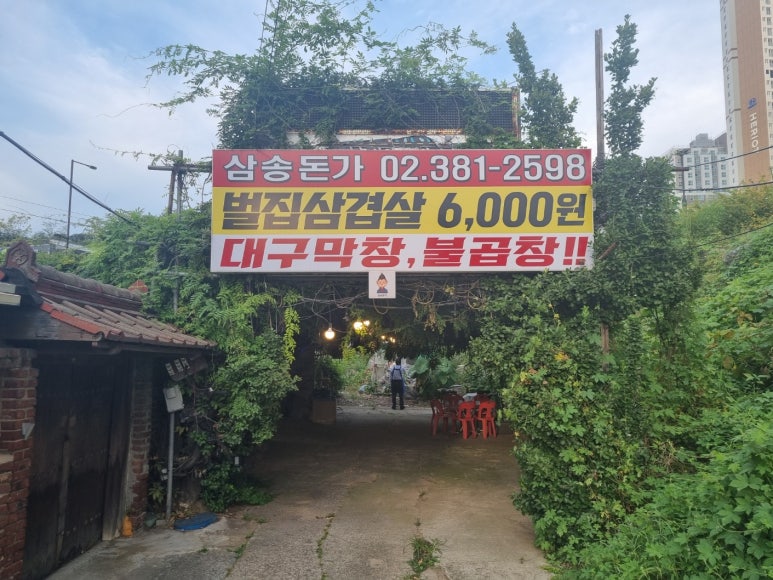 삼송돈가 02.381-2598
벌집삼겹살 6,000원
대구막창, 불곱창!!